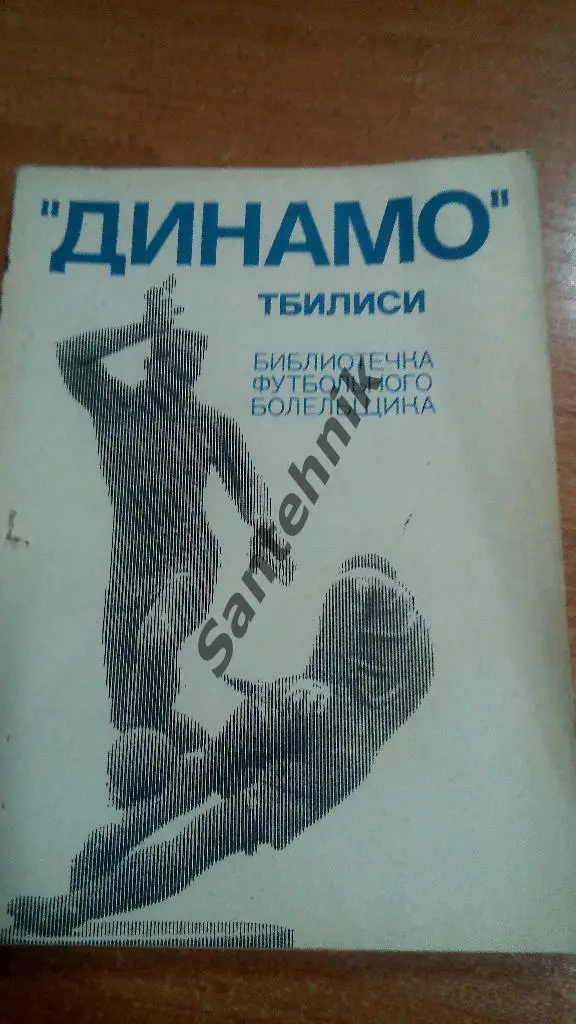 "ДИНАМО"
ТБИЛИСИ
БИБЛИОТЕЧКА
ФУТБОЛЬНОГО
БОЛЕЛЬЩИКА
Santehnik